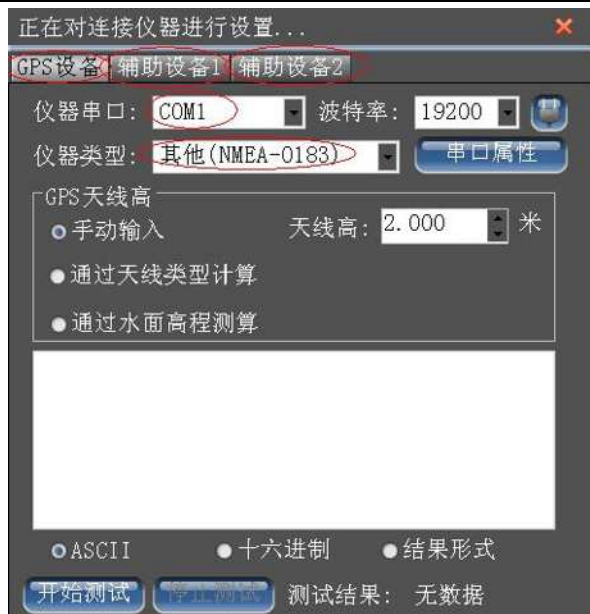 正在对连接仪器进行设置...
GPS设备 辅助设备1 辅助设备2
仪器串口: COM1 波特率: 19200
仪器类型: 其他(NMEA-0183) 串口属性
GPS天线高
手动输入 天线高: 2.000 米
通过天线类型计算
通过水面高程测算
ASCII 十六进制 结果形式
开始测试 停止测试 测试结果: 无数据